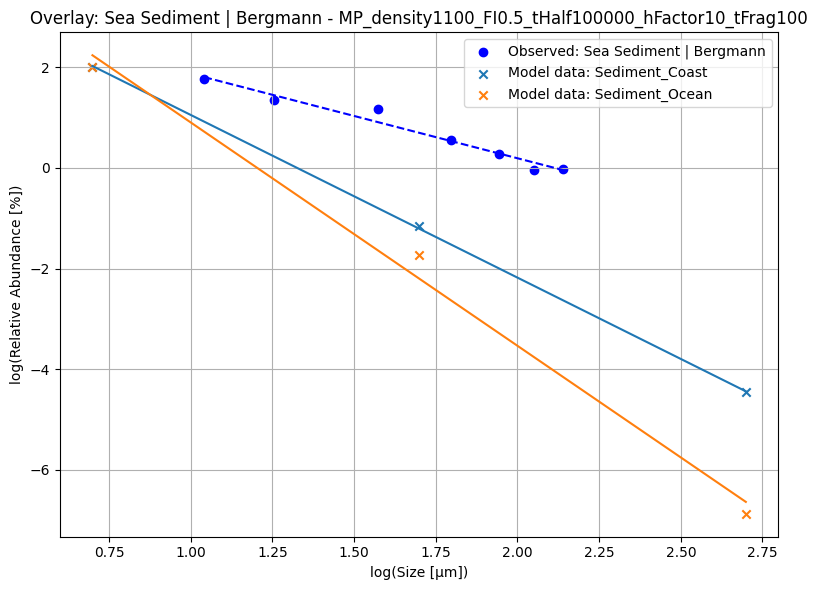 Overlay: Sea Sediment | Bergmann - MP_density1100_FI0.5_tHalf100000_hFactor10_tFrag100
Observed: Sea Sediment | Bergmann
Model data: Sediment_Coast
Model data: Sediment_Ocean
log(Relative Abundance [%])
2
0
−2
−4
−6
0.75 1.00 1.25 1.50 1.75 2.00 2.25 2.50 2.75
log(Size [µm])